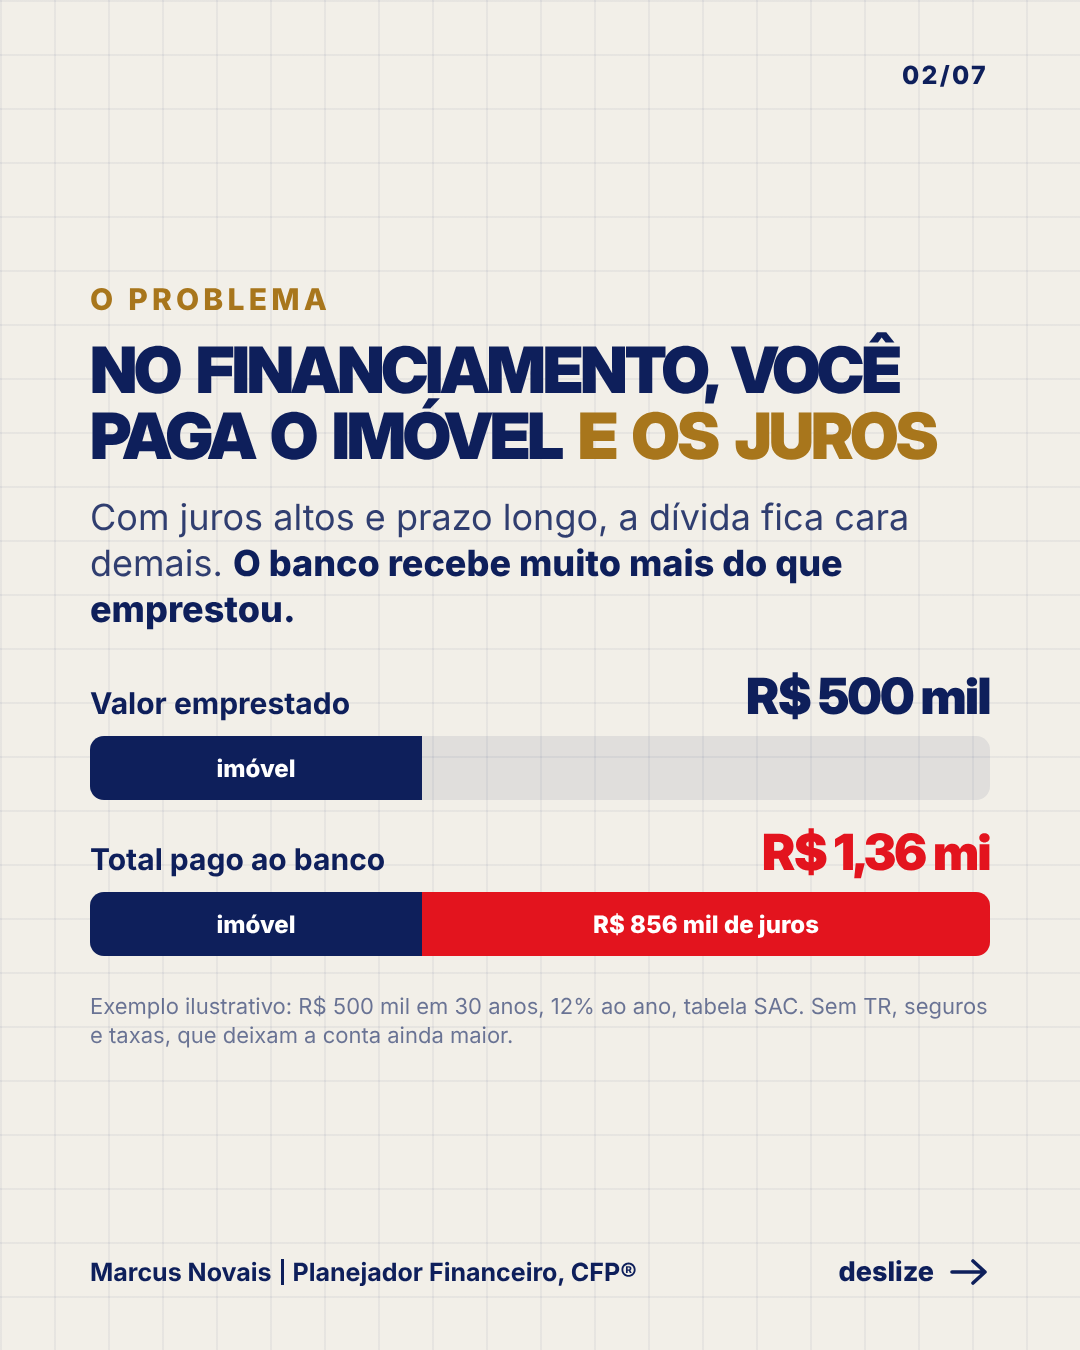 02/07
O PROBLEMA
NO FINANCIAMENTO, VOCÊ
PAGA O IMÓVEL E OS JUROS
Com juros altos e prazo longo, a dívida fica cara
demais. O banco recebe muito mais do que
emprestou.
Valor emprestado R$ 500 mil
imóvel
Total pago ao banco R$ 1,36 mi
imóvel R$ 856 mil de juros
Exemplo ilustrativo: R$ 500 mil em 30 anos, 12% ao ano, tabela SAC. Sem TR, seguros
e taxas, que deixam a conta ainda maior.
Marcus Novais | Planejador Financeiro, CFP® deslize →